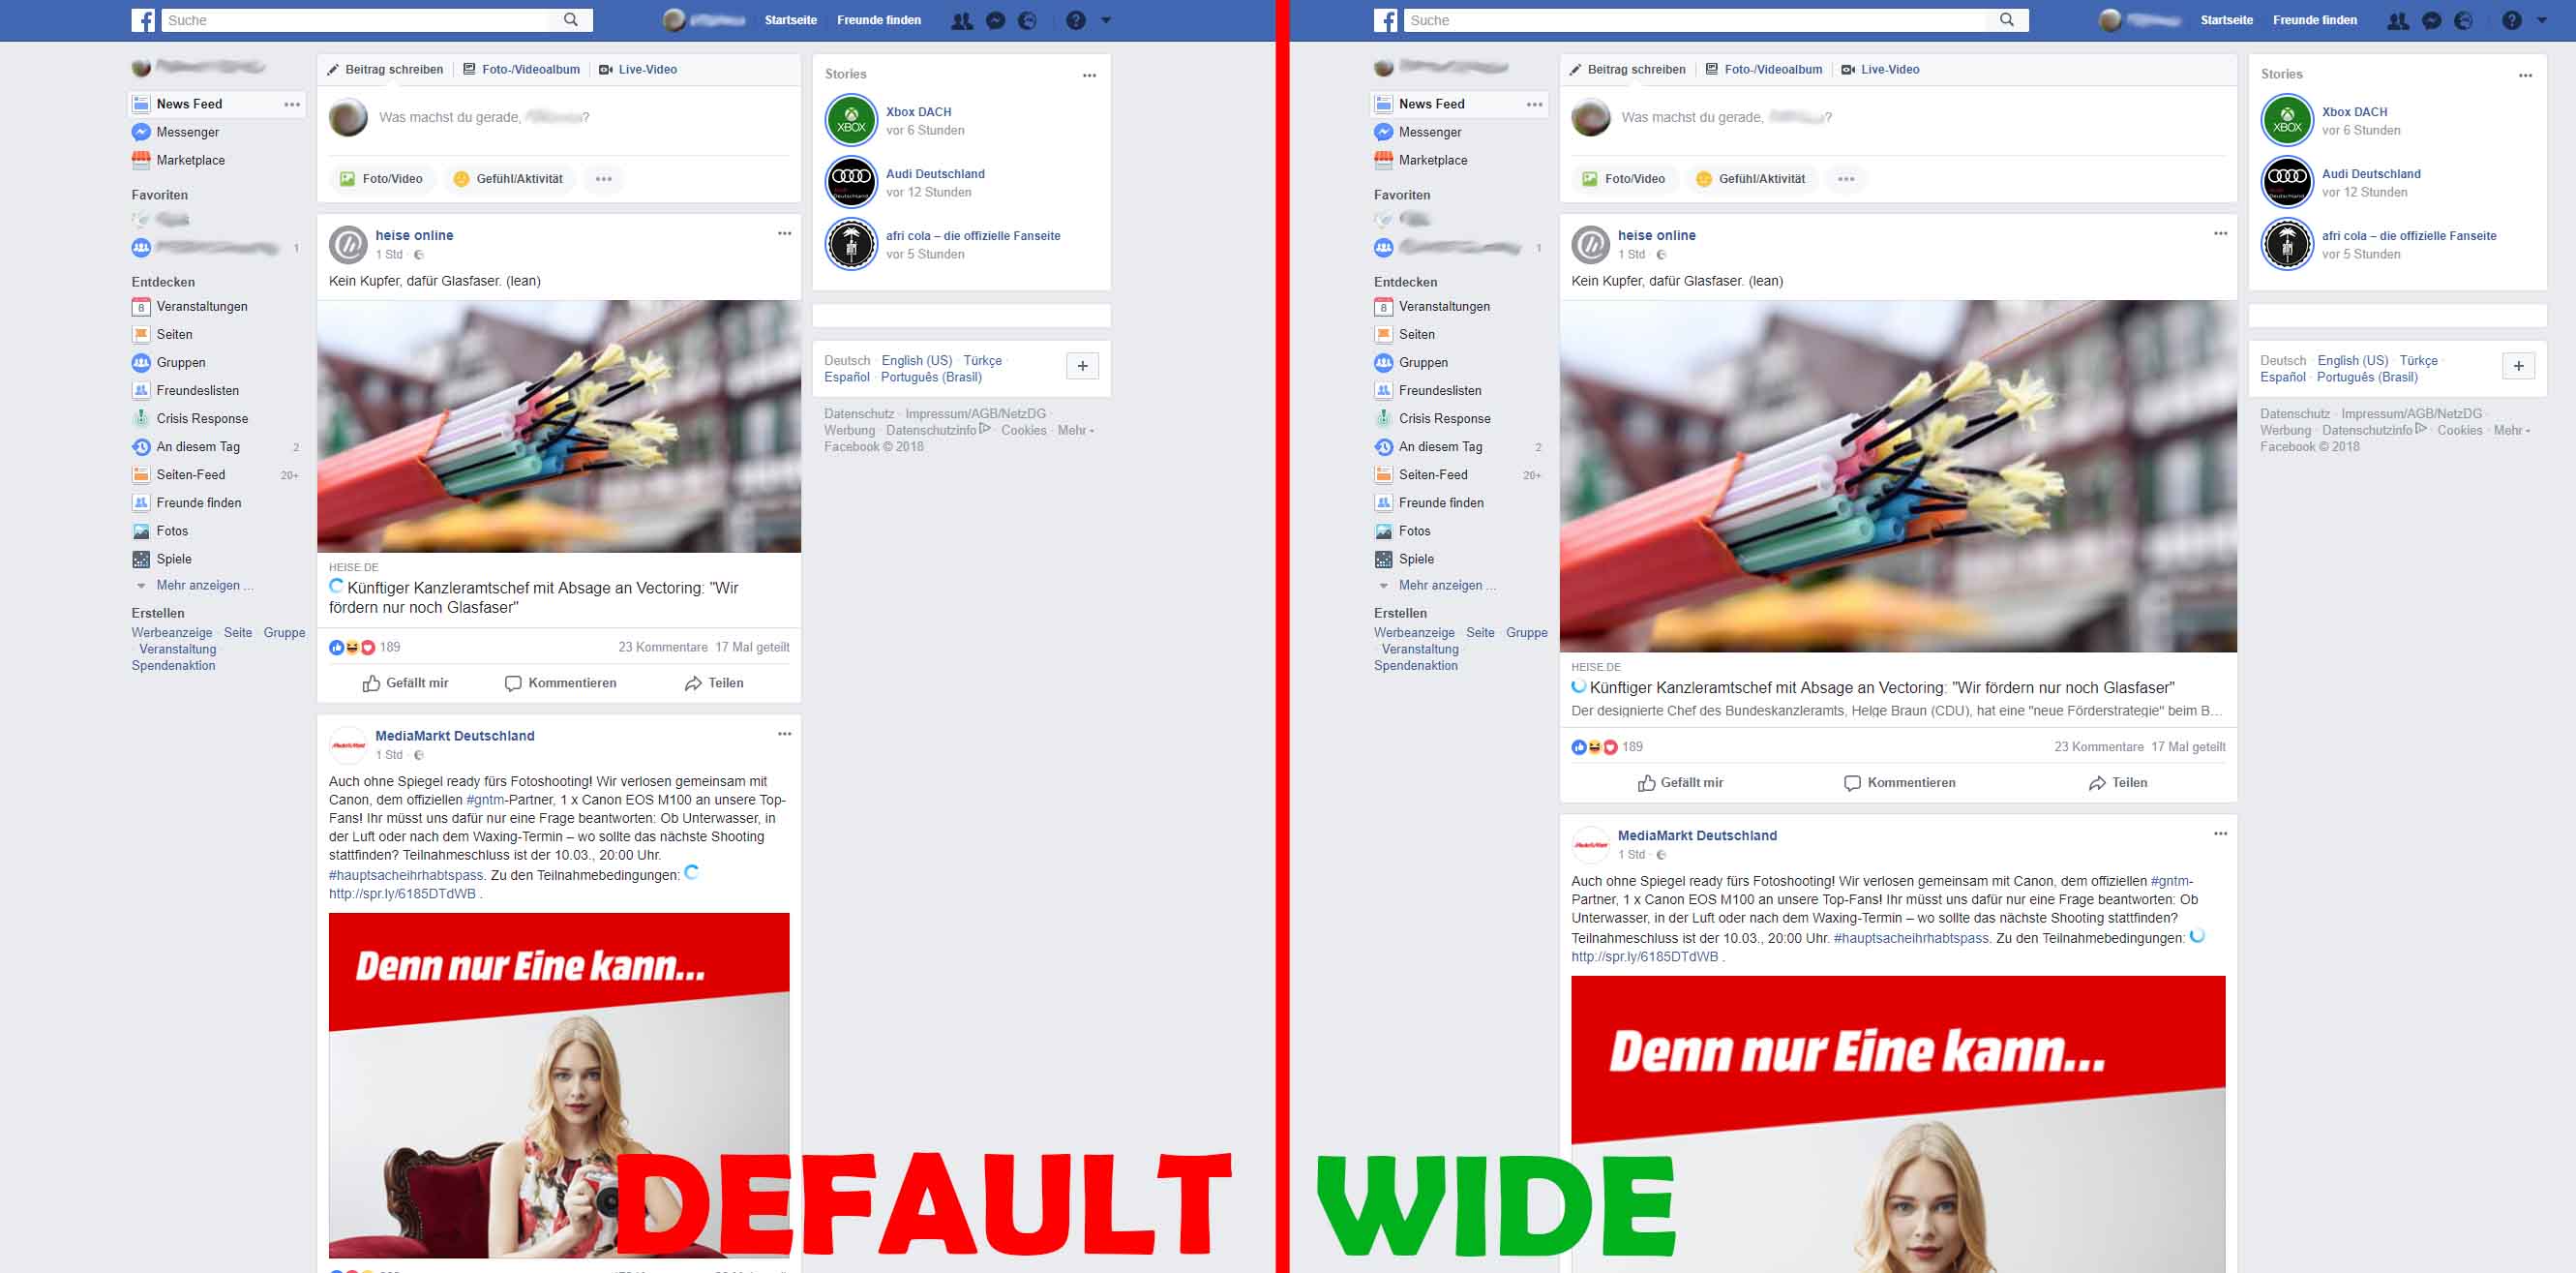 Suche
Startseite
Freunde finden
News Feed
Messenger
Marketplace
Favoriten
1
Entdecken
8 Veranstaltungen
Seiten
Gruppen
Freundeslisten
Crisis Response
An diesem Tag 2
Seiten-Feed 20+
Freunde finden
Fotos
Spiele
Mehr anzeigen ...
Erstellen
Werbeanzeige · Seite · Gruppe
· Veranstaltung ·
Spendenaktion
Beitrag schreiben
Foto-/Videoalbum
Live-Video
Was machst du gerade, ?
Foto/Video
Gefühl/Aktivität
heise online
1 Std ·
Kein Kupfer, dafür Glasfaser. (lean)
HEISE.DE
Künftiger Kanzleramtschef mit Absage an Vectoring: "Wir
fördern nur noch Glasfaser"
189
23 Kommentare 17 Mal geteilt
Gefällt mir
Kommentieren
Teilen
MediaMarkt Deutschland
1 Std ·
Auch ohne Spiegel ready fürs Fotoshooting! Wir verlosen gemeinsam mit
Canon, dem offiziellen #gntm-Partner, 1 x Canon EOS M100 an unsere Top-
Fans! Ihr müsst uns dafür nur eine Frage beantworten: Ob Unterwasser, in
der Luft oder nach dem Waxing-Termin – wo sollte das nächste Shooting
stattfinden? Teilnahmeschluss ist der 10.03., 20:00 Uhr.
#hauptsacheihrhabtspass. Zu den Teilnahmebedingungen:
http://spr.ly/6185DTdWB .
Denn nur Eine kann...
Stories
XBOX
Xbox DACH
vor 6 Stunden
Audi Deutschland
vor 12 Stunden
afri cola – die offizielle Fanseite
vor 5 Stunden
Deutsch · English (US) · Türkçe ·
Español · Português (Brasil)
+
Datenschutz · Impressum/AGB/NetzDG ·
Werbung · Datenschutzinfo · Cookies · Mehr
Facebook © 2018
DEFAULT
Suche
Startseite
Freunde finden
News Feed
Messenger
Marketplace
Favoriten
1
Entdecken
8 Veranstaltungen
Seiten
Gruppen
Freundeslisten
Crisis Response
An diesem Tag 2
Seiten-Feed 20+
Freunde finden
Fotos
Spiele
Mehr anzeigen ...
Erstellen
Werbeanzeige · Seite · Gruppe
· Veranstaltung ·
Spendenaktion
Beitrag schreiben
Foto-/Videoalbum
Live-Video
Was machst du gerade, ?
Foto/Video
Gefühl/Aktivität
heise online
1 Std ·
Kein Kupfer, dafür Glasfaser. (lean)
HEISE.DE
Künftiger Kanzleramtschef mit Absage an Vectoring: "Wir fördern nur noch Glasfaser"
Der designierte Chef des Bundeskanzleramts, Helge Braun (CDU), hat eine "neue Förderstrategie" beim B...
189
23 Kommentare 17 Mal geteilt
Gefällt mir
Kommentieren
Teilen
MediaMarkt Deutschland
1 Std ·
Auch ohne Spiegel ready fürs Fotoshooting! Wir verlosen gemeinsam mit Canon, dem offiziellen #gntm-
Partner, 1 x Canon EOS M100 an unsere Top-Fans! Ihr müsst uns dafür nur eine Frage beantworten: Ob
Unterwasser, in der Luft oder nach dem Waxing-Termin – wo sollte das nächste Shooting stattfinden?
Teilnahmeschluss ist der 10.03., 20:00 Uhr. #hauptsacheihrhabtspass. Zu den Teilnahmebedingungen:
http://spr.ly/6185DTdWB .
Denn nur Eine kann...
Stories
XBOX
Xbox DACH
vor 6 Stunden
Audi Deutschland
vor 12 Stunden
afri cola – die offizielle Fanseite
vor 5 Stunden
Deutsch · English (US) · Türkçe ·
Español · Português (Brasil)
+
Datenschutz · Impressum/AGB/NetzDG ·
Werbung · Datenschutzinfo · Cookies · Mehr
Facebook © 2018
WIDE